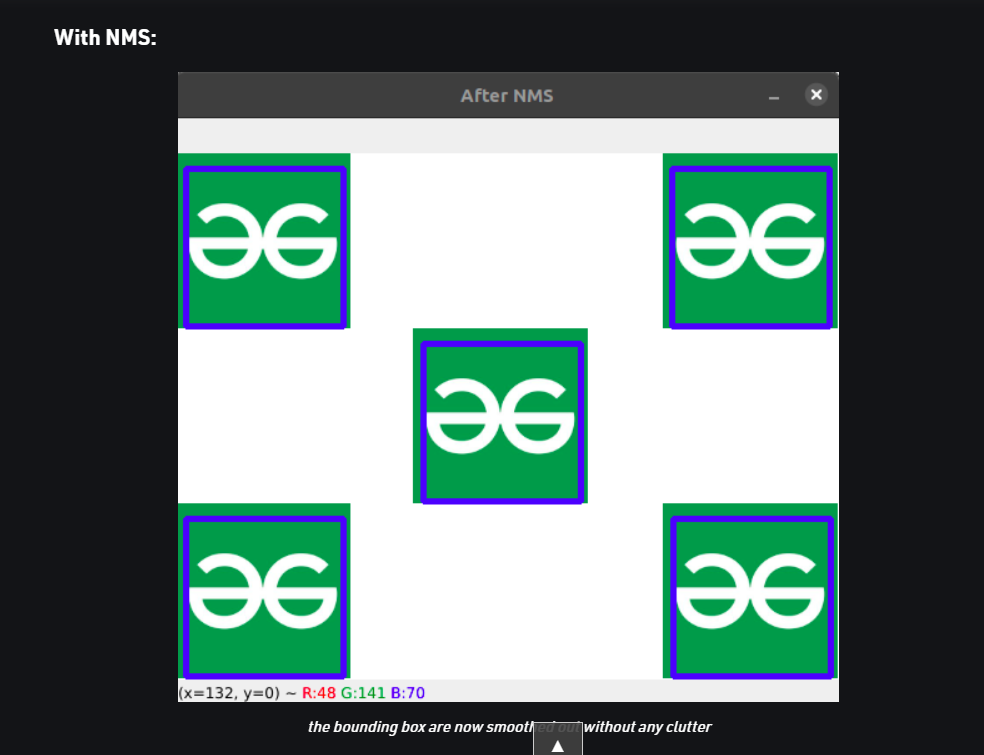 With NMS:
After NMS
(x=132, y=0) ~ R:48 G:141 B:70
the bounding box are now smoothed out without any clutter